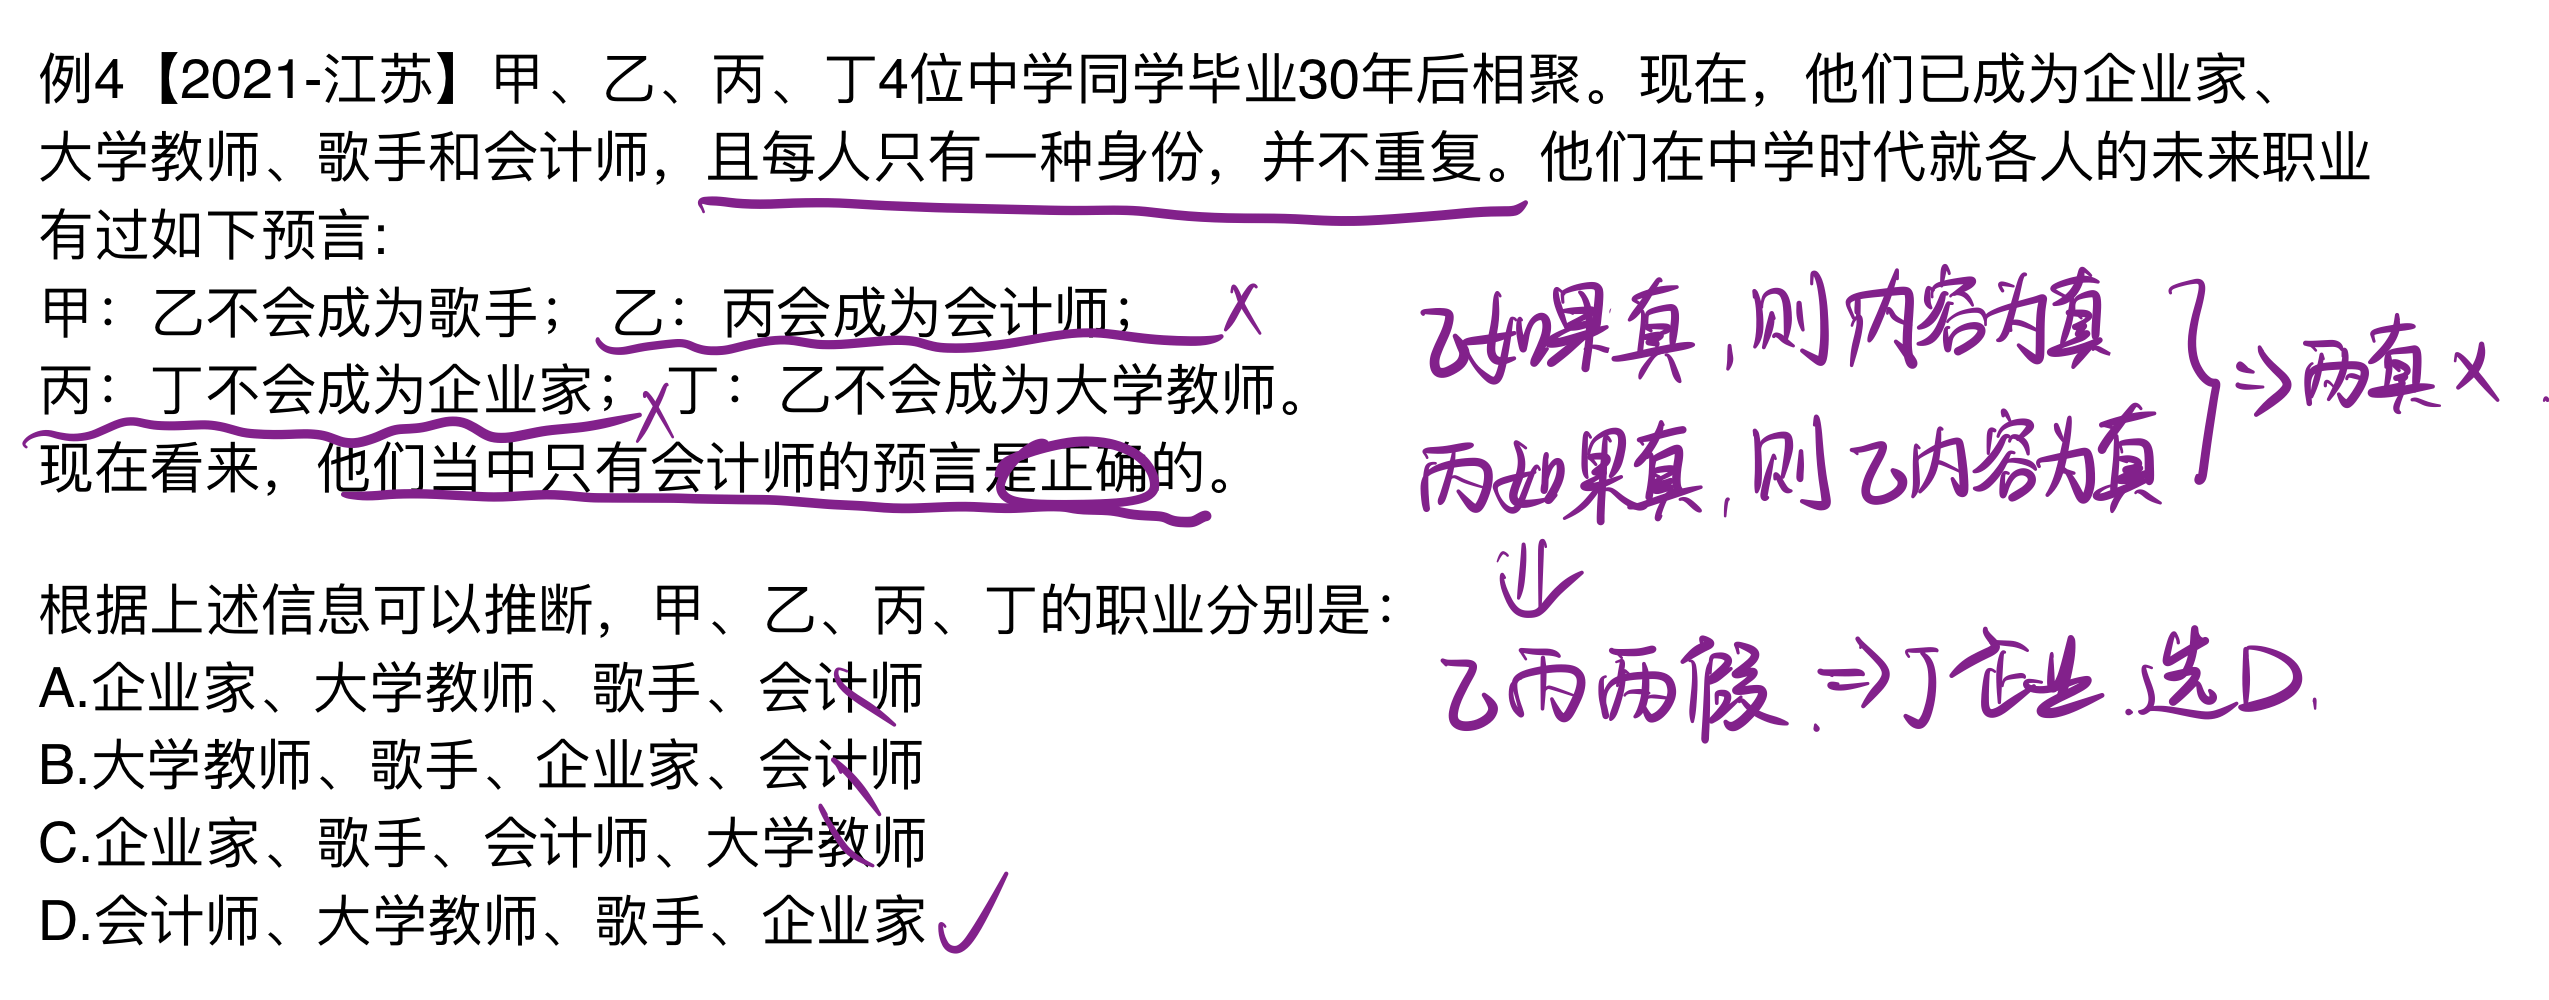 例4【2021-江苏】甲、乙、丙、丁4位中学同学毕业30年后相聚。现在，他们已成为企业家、
大学教师、歌手和会计师，且每人只有一种身份，并不重复。他们在中学时代就各人的未来职业
有过如下预言:
甲：乙不会成为歌手； 乙：丙会成为会计师； X
丙：丁不会成为企业家；X 丁：乙不会成为大学教师。
现在看来，他们当中只有会计师的预言是正确的。
乙如果真，则内容为真
丙如果真，则乙内容为真
⇒两真X.
乙丙两假.⇒丁企业.选D.
根据上述信息可以推断，甲、乙、丙、丁的职业分别是：
A.企业家、大学教师、歌手、会计师
B.大学教师、歌手、企业家、会计师
C.企业家、歌手、会计师、大学教师
D.会计师、大学教师、歌手、企业家✓